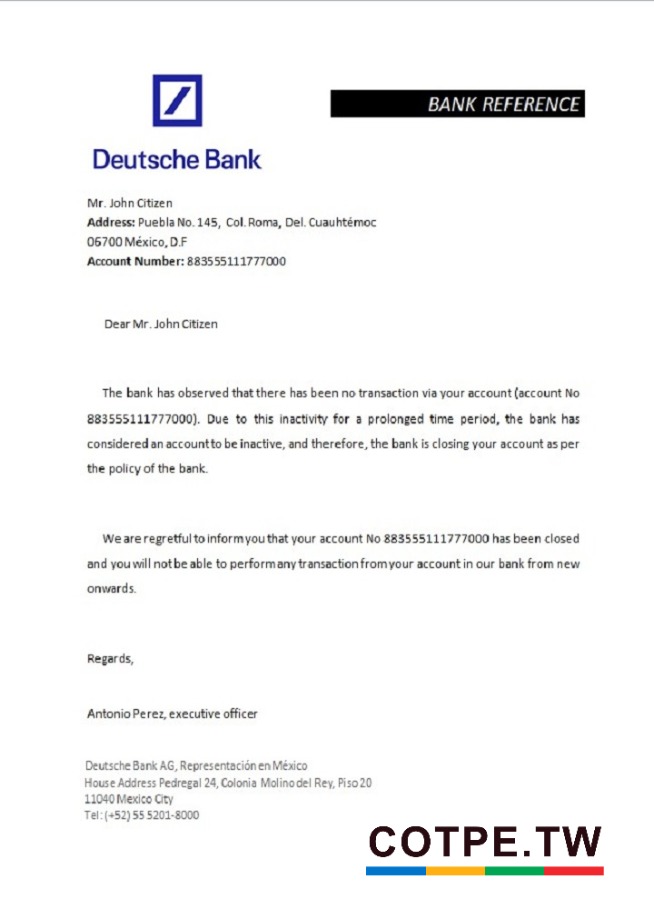 BANK REFERENCE
Deutsche Bank
Mr. John Citizen
Address: Puebla No. 145, Col. Roma, Del. Cuauhtémoc
06700 México, D.F
Account Number: 883555111777000
Dear Mr. John Citizen
The bank has observed that there has been no transaction via your account (account No
883555111777000). Due to this inactivity for a prolonged time period, the bank has
considered an account to be inactive, and therefore, the bank is closing your account as per
the policy of the bank.
We are regretful to inform you that your account No 883555111777000 has been closed
and you will not be able to perform any transaction from your account in our bank from new
onwards.
Regards,
Antonio Perez, executive officer
Deutsche Bank AG, Representación en México
House Address Pedregal 24, Colonia Molino del Rey, Piso 20
11040 Mexico City
Tel: (+52) 55 5201-8000
COTPE.TW